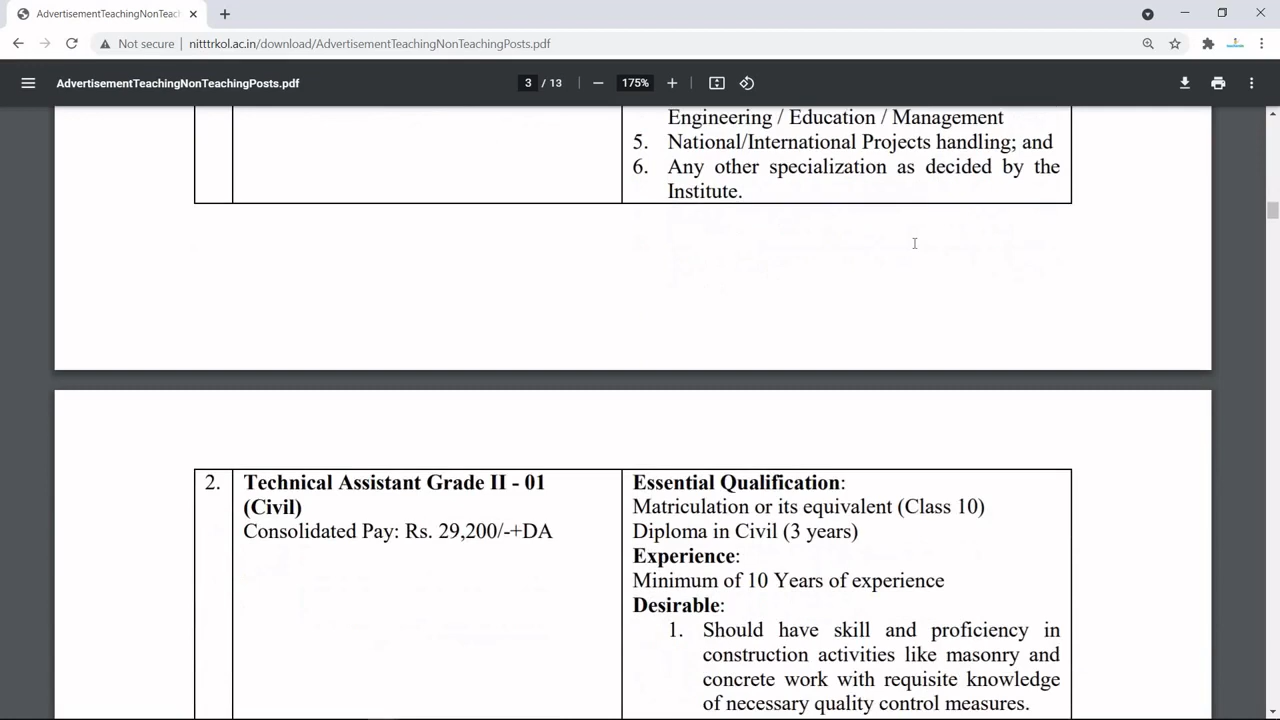 AdvertisementTeachingNonTeach
Not secure
nitttrkol.ac.in/download/AdvertisementTeachingNonTeachingPosts.pdf
AdvertisementTeachingNonTeachingPosts.pdf
3 / 13
175%
Engineering / Education / Management
5. National/International Projects handling; and
6. Any other specialization as decided by the
Institute.
2. Technical Assistant Grade II - 01
(Civil)
Consolidated Pay: Rs. 29,200/-+DA
Essential Qualification:
Matriculation or its equivalent (Class 10)
Diploma in Civil (3 years)
Experience:
Minimum of 10 Years of experience
Desirable:
1. Should have skill and proficiency in
construction activities like masonry and
concrete work with requisite knowledge
of necessary quality control measures.